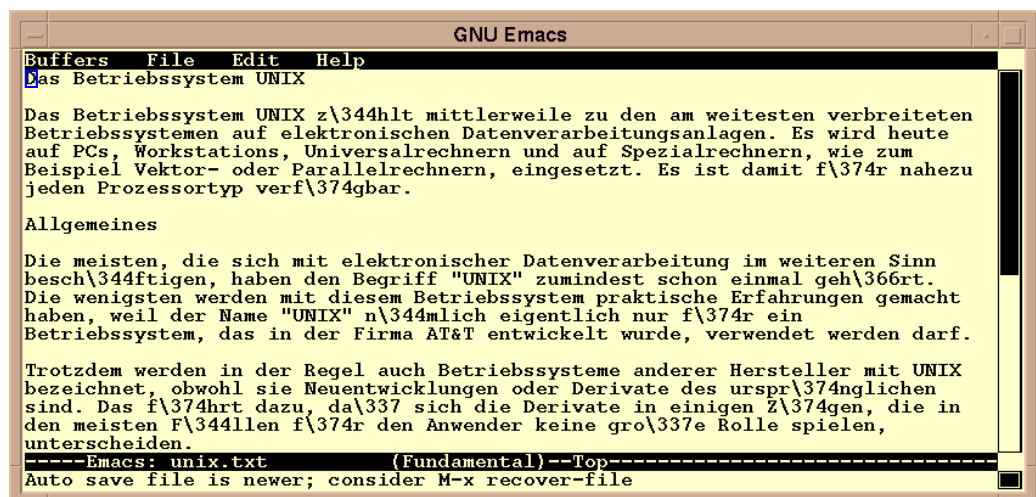 GNU Emacs
Buffers File Edit Help
Das Betriebssystem UNIX
Das Betriebssystem UNIX z\344hlt mittlerweile zu den am weitesten verbreiteten
Betriebssystemen auf elektronischen Datenverarbeitungsanlagen. Es wird heute
auf PCs, Workstations, Universalrechnern und auf Spezialrechnern, wie zum
Beispiel Vektor- oder Parallelrechnern, eingesetzt. Es ist damit f\374r nahezu
jeden Prozessortyp verf\374gbar.
Allgemeines
Die meisten, die sich mit elektronischer Datenverarbeitung im weiteren Sinn
besch\344ftigen, haben den Begriff "UNIX" zumindest schon einmal geh\366rt.
Die wenigsten werden mit diesem Betriebssystem praktische Erfahrungen gemacht
haben, weil der Name "UNIX" n\344mlich eigentlich nur f\374r ein
Betriebssystem, das in der Firma AT&T entwickelt wurde, verwendet werden darf.
Trotzdem werden in der Regel auch Betriebssysteme anderer Hersteller mit UNIX
bezeichnet, obwohl sie Neuentwicklungen oder Derivate des urspr\374nglichen
sind. Das f\374hrt dazu, da\337 sich die Derivate in einigen Z\374gen, die in
den meisten F\344llen f\374r den Anwender keine gro\337e Rolle spielen,
unterscheiden.
-----Emacs: unix.txt (Fundamental)--Top--------------------------------
Auto save file is newer; consider M-x recover-file